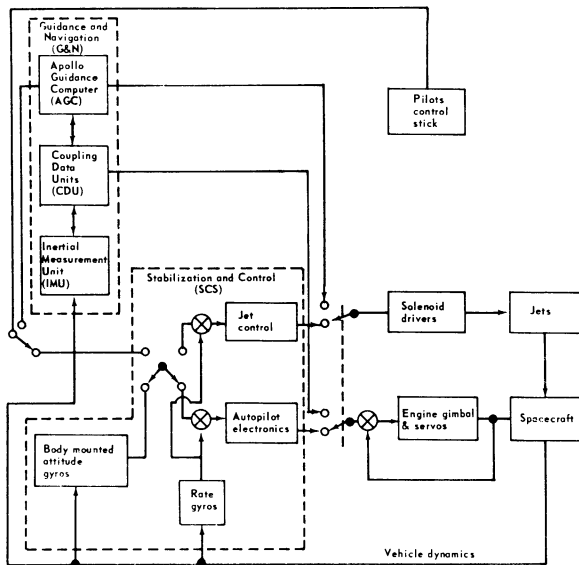 Guidance and
Navigation
(G&N)
Apollo
Guidance
Computer
(AGC)
Pilots
control
stick
Coupling
Data
Units
(CDU)
Inertial
Measurement
Unit
(IMU)
Stabilization and Control
(SCS)
Jet
control
Solenoid
drivers
Jets
Autopilot
electronics
Engine gimbal
& servos
Spacecraft
Body mounted
attitude
gyros
Rate
gyros
Vehicle dynamics